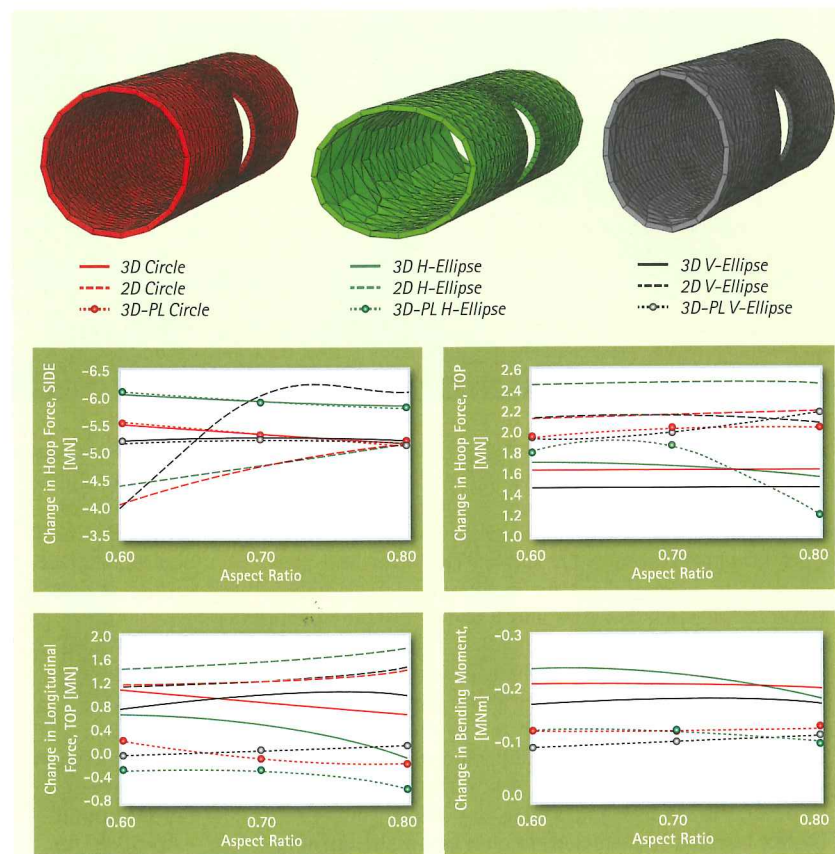 3D Circle
2D Circle
3D-PL Circle
3D H-Ellipse
2D H-Ellipse
3D-PL H-Ellipse
3D V-Ellipse
2D V-Ellipse
3D-PL V-Ellipse
Change in Hoop Force, SIDE
[MN]
-6.5
-6.0
-5.5
-5.0
-4.5
-4.0
-3.5
0.60
0.70
0.80
Aspect Ratio
Change in Hoop Force, TOP
[MN]
2.6
2.4
2.2
2.0
1.8
1.6
1.4
1.2
1.0
0.60
0.70
0.80
Aspect Ratio
Change in Longitudinal
Force, TOP [MN]
2.0
1.6
1.2
0.8
0.4
0.0
-0.4
-0.8
0.60
0.70
0.80
Aspect Ratio
Change in Bending Moment,
[MNm]
-0.3
-0.2
-0.1
0.0
0.60
0.70
0.80
Aspect Ratio